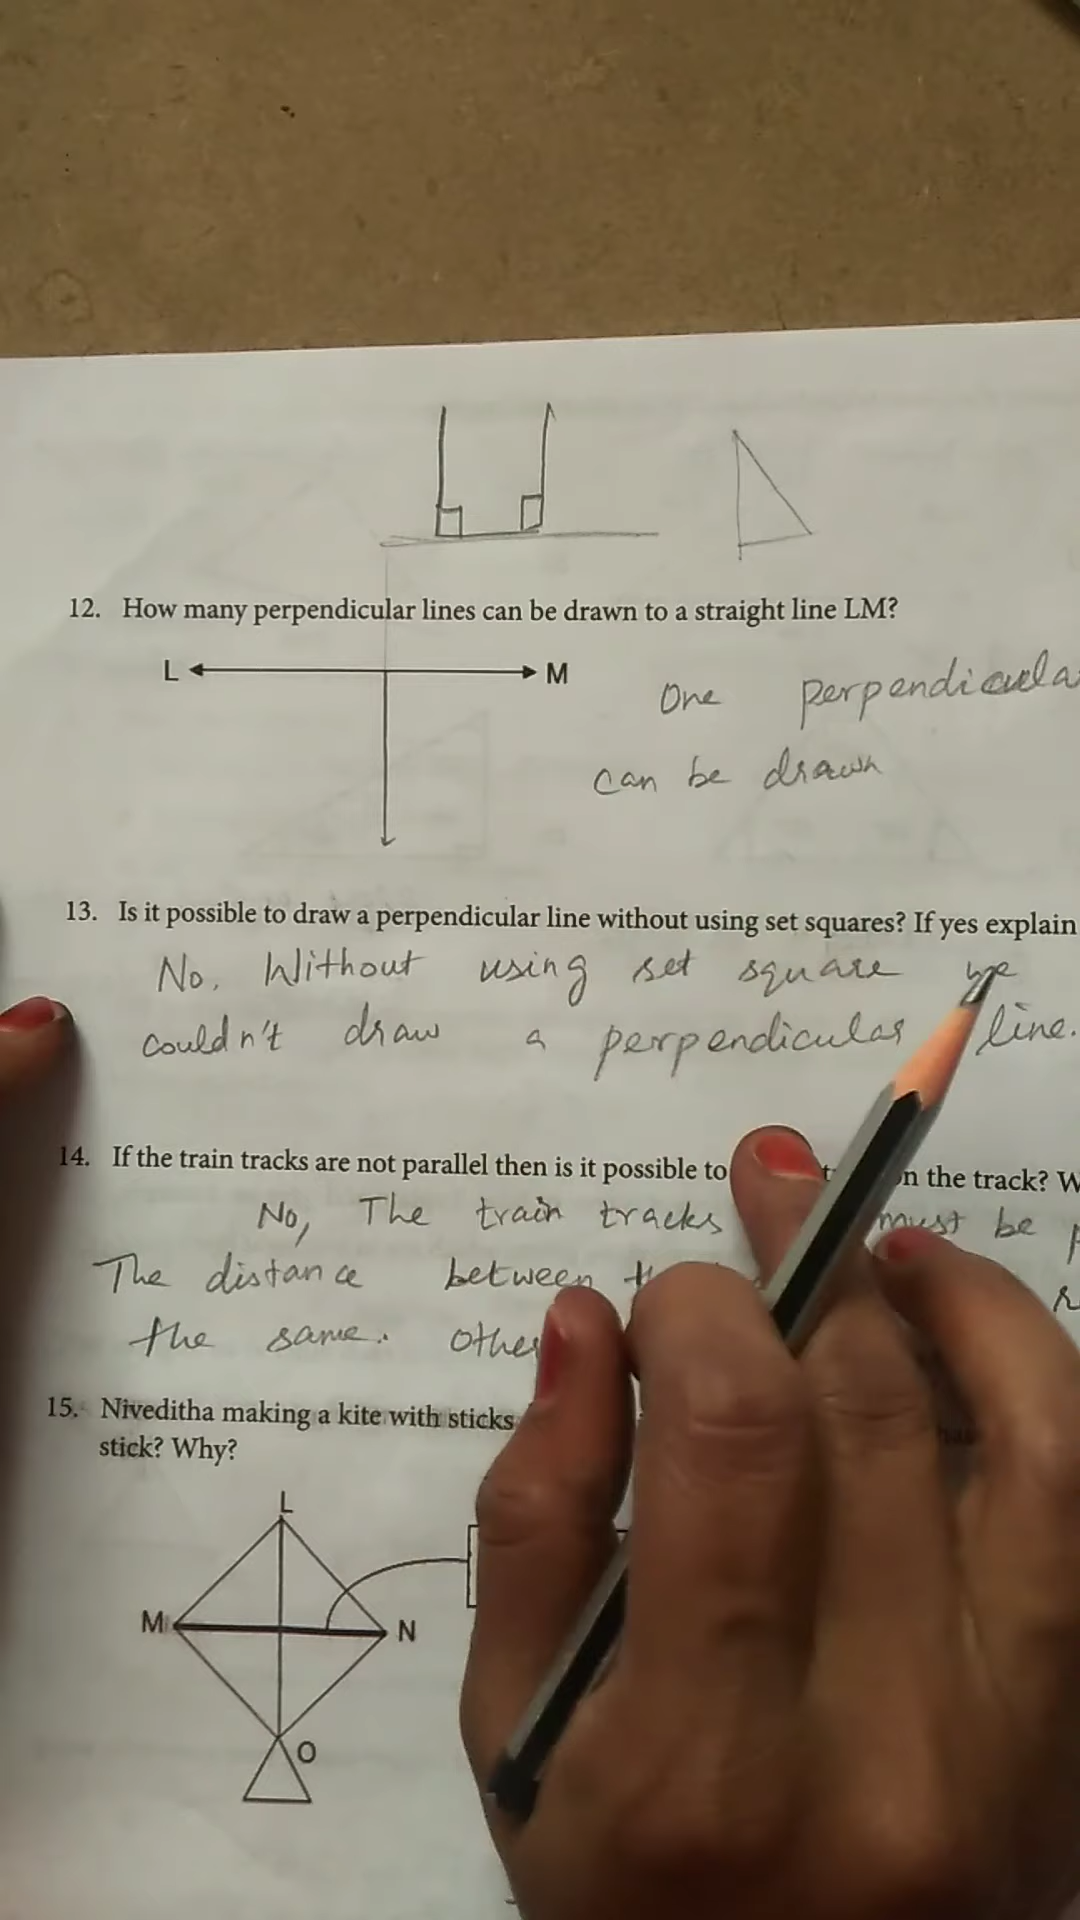 12. How many perpendicular lines can be drawn to a straight line LM?
L M
One perpendicula
can be drawn
13. Is it possible to draw a perpendicular line without using set squares? If yes explain
No. Without using set square we
couldn't draw a perpendicular line.
14. If the train tracks are not parallel then is it possible to n the track? W
No, The train tracks must be
The distance between
the same. othe
15. Niveditha making a kite with sticks
stick? Why?
L
M N
O